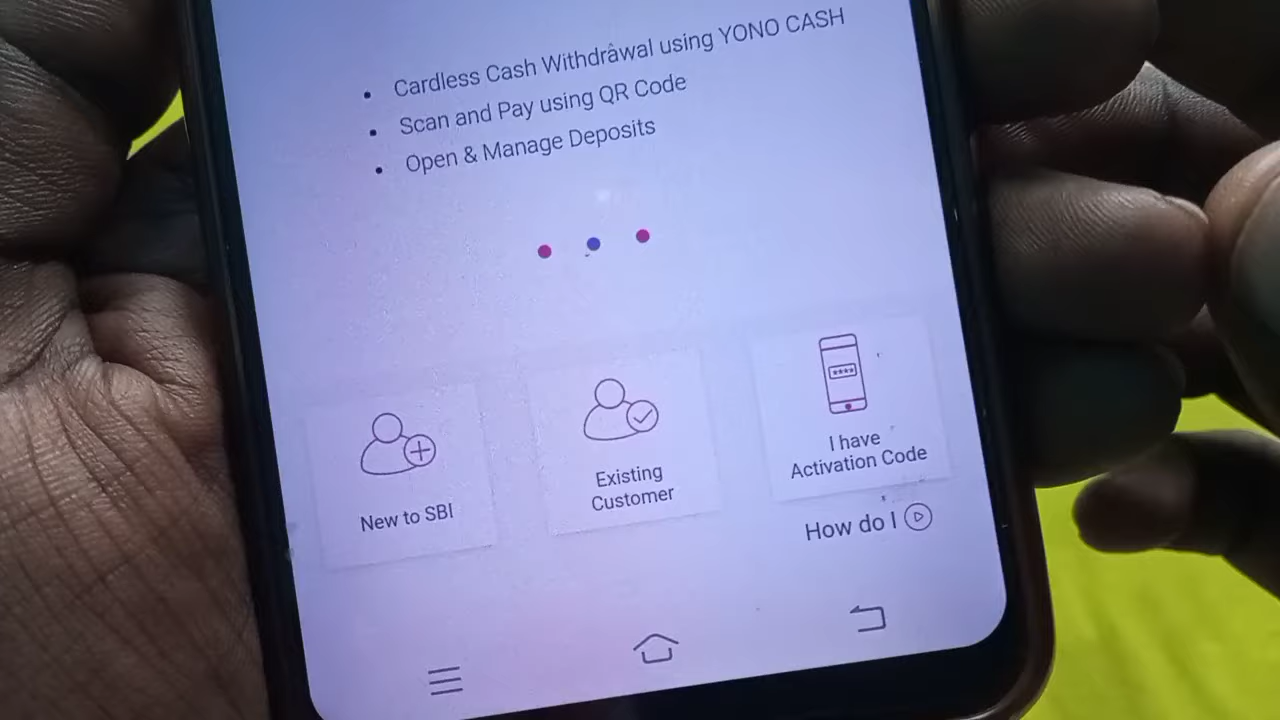 • Cardless Cash Withdrawal using YONO CASH
• Scan and Pay using QR Code
• Open & Manage Deposits
New to SBI
Existing
Customer
****
I have
Activation Code
How do I